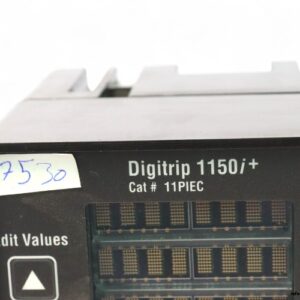 7530
Digitrip 1150i+
Cat # 11PIEC
dit Values